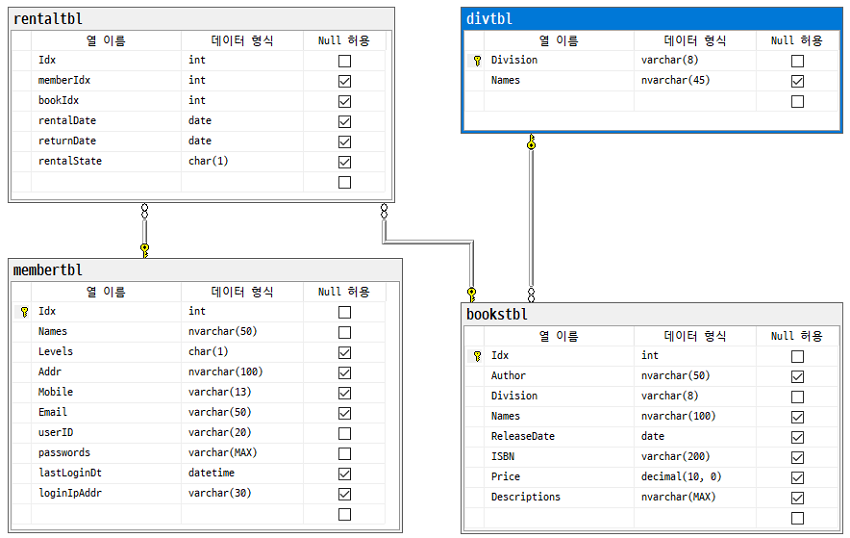 rentaltbl
열 이름 데이터 형식 Null 허용
Idx int
memberIdx int
bookIdx int
rentalDate date
returnDate date
rentalState char(1)
divtbl
열 이름 데이터 형식 Null 허용
Division varchar(8)
Names nvarchar(45)
membertbl
열 이름 데이터 형식 Null 허용
Idx int
Names nvarchar(50)
Levels char(1)
Addr nvarchar(100)
Mobile varchar(13)
Email varchar(50)
userID varchar(20)
passwords varchar(MAX)
lastLoginDt datetime
loginIpAddr varchar(30)
bookstbl
열 이름 데이터 형식 Null 허용
Idx int
Author nvarchar(50)
Division varchar(8)
Names nvarchar(100)
ReleaseDate date
ISBN varchar(200)
Price decimal(10, 0)
Descriptions nvarchar(MAX)